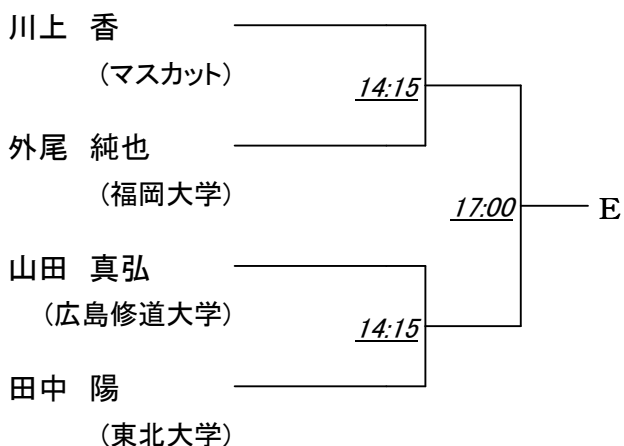 川上 香
(マスカット)
14:15
外尾 純也
(福岡大学)
17:00
E
山田 真弘
(広島修道大学)
14:15
田中 陽
(東北大学)